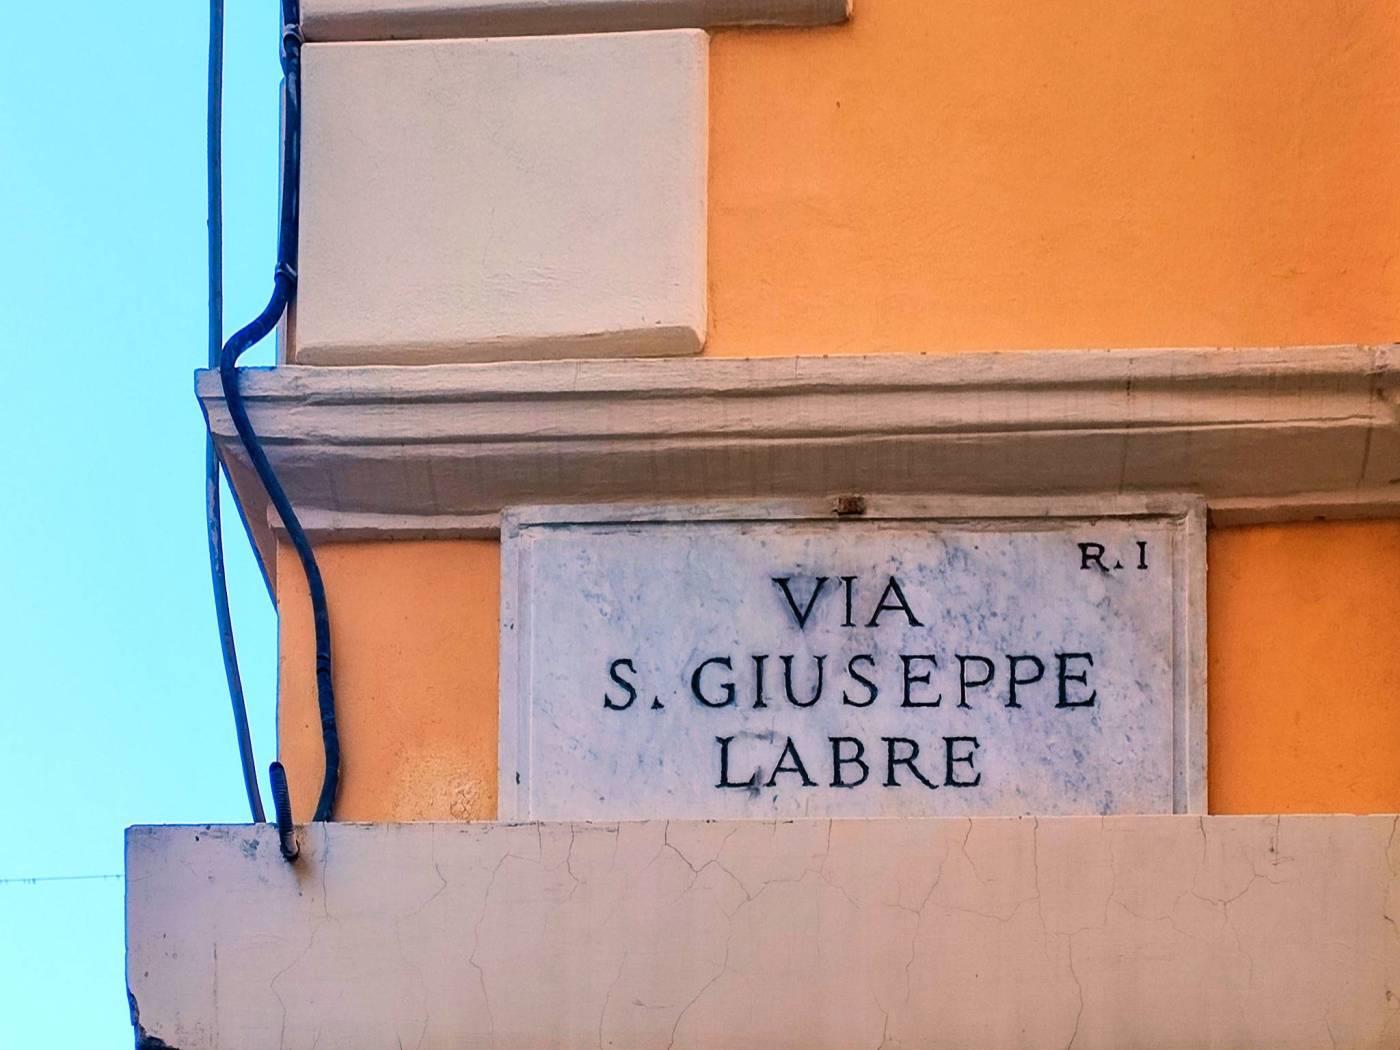 R. I
VIA
S. GIUSEPPE
LABRE